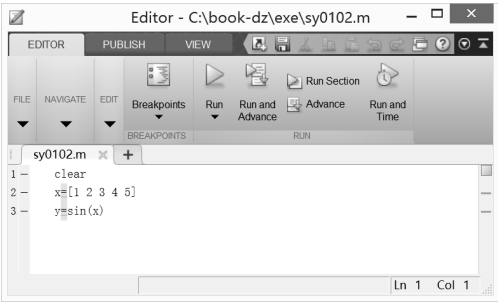 Editor - C:\book-dz\exe\sy0102.m
EDITOR PUBLISH VIEW
FILE NAVIGATE EDIT Breakpoints Run Run and Advance Run Section Advance Run and Time
BREAKPOINTS RUN
sy0102.m
1 - clear
2 - x=[1 2 3 4 5]
3 - y=sin(x)
Ln 1 Col 1